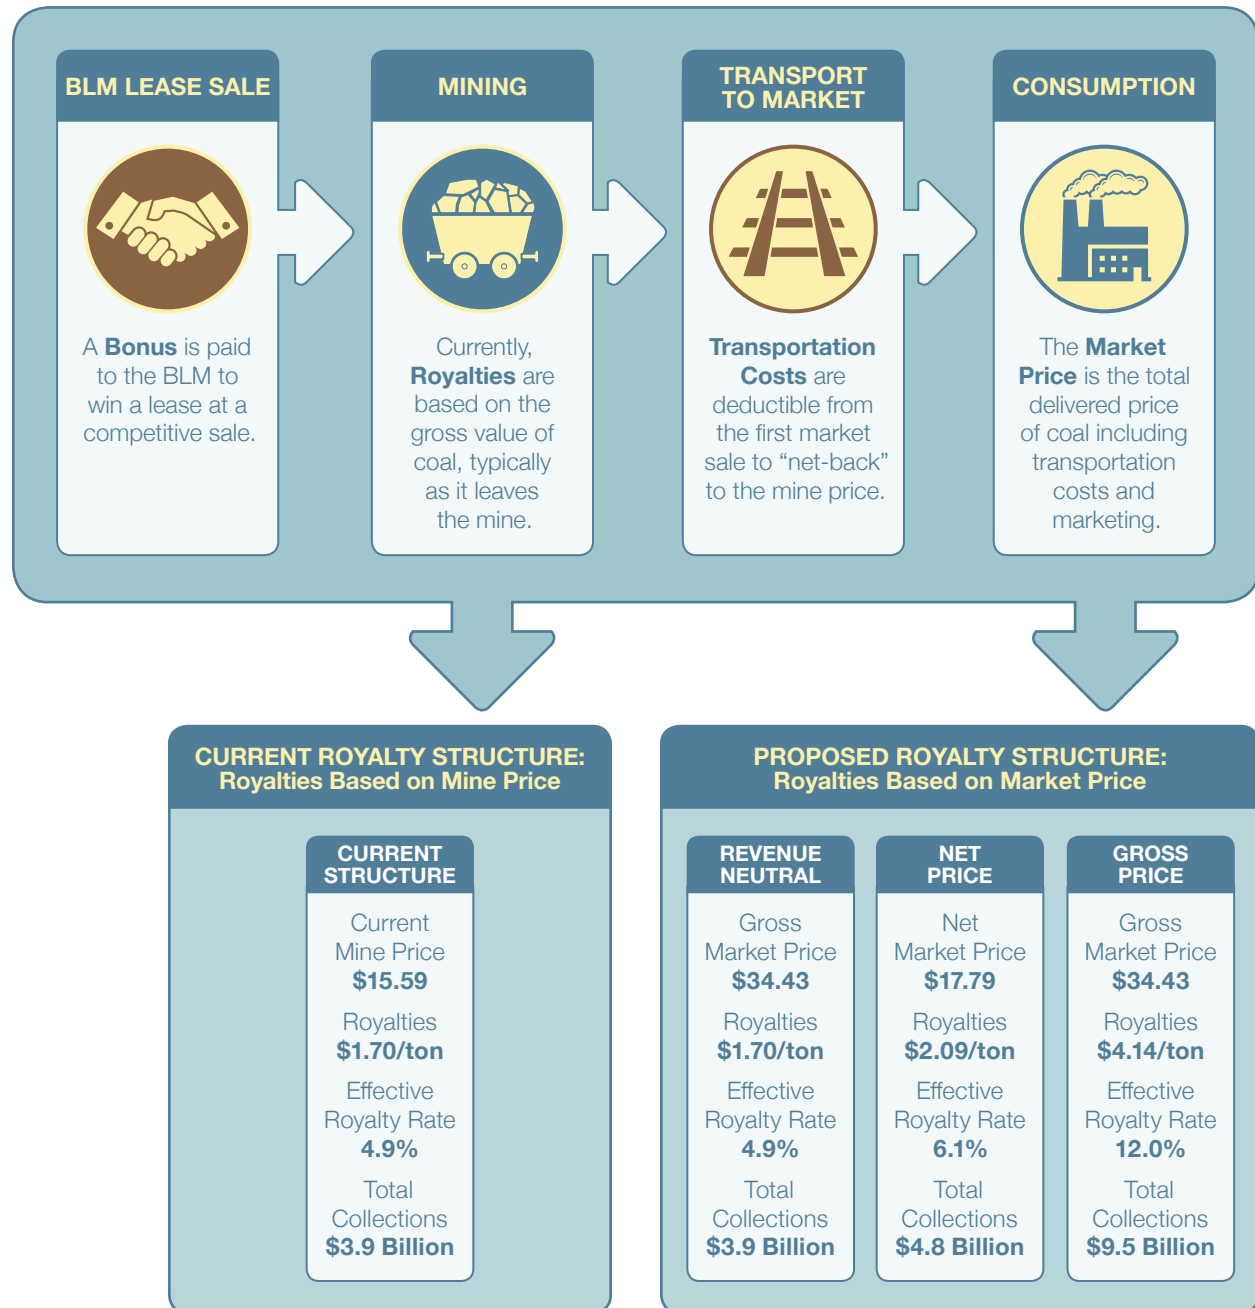 BLM LEASE SALE
A Bonus is paid
to the BLM to
win a lease at a
competitive sale.
MINING
Currently,
Royalties are
based on the
gross value of
coal, typically
as it leaves
the mine.
TRANSPORT
TO MARKET
Transportation
Costs are
deductible from
the first market
sale to “net-back”
to the mine price.
CONSUMPTION
The Market
Price is the total
delivered price
of coal including
transportation
costs and
marketing.
CURRENT ROYALTY STRUCTURE:
Royalties Based on Mine Price
CURRENT
STRUCTURE
Current
Mine Price
$15.59
Royalties
$1.70/ton
Effective
Royalty Rate
4.9%
Total
Collections
$3.9 Billion
PROPOSED ROYALTY STRUCTURE:
Royalties Based on Market Price
REVENUE
NEUTRAL
Gross
Market Price
$34.43
Royalties
$1.70/ton
Effective
Royalty Rate
4.9%
Total
Collections
$3.9 Billion
NET
PRICE
Net
Market Price
$17.79
Royalties
$2.09/ton
Effective
Royalty Rate
6.1%
Total
Collections
$4.8 Billion
GROSS
PRICE
Gross
Market Price
$34.43
Royalties
$4.14/ton
Effective
Royalty Rate
12.0%
Total
Collections
$9.5 Billion